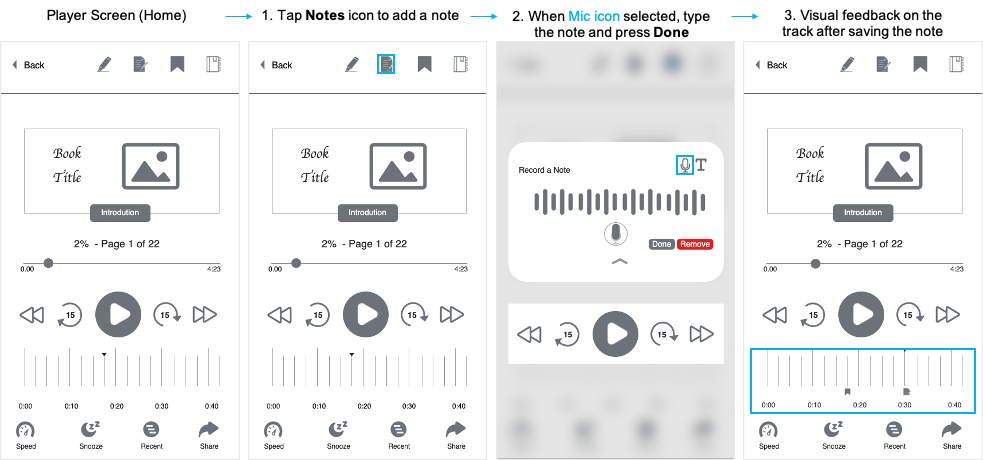 Player Screen (Home)
1. Tap Notes icon to add a note
2. When Mic icon selected, type
the note and press Done
3. Visual feedback on the
track after saving the note
Back
Book
Title
Introdution
2% - Page 1 of 22
0.00 4:23
15 15
0:00 0:10 0:20 0:30 0:40
Speed Snooze Recent Share
Back
Book
Title
Introdution
2% - Page 1 of 22
0.00 4:23
15 15
0:00 0:10 0:20 0:30 0:40
Speed Snooze Recent Share
Record a Note T
Done Remove
15 15
Back
Book
Title
Introdution
2% - Page 1 of 22
0.00 4:23
15 15
0:00 0:10 0:20 0:30 0:40
Speed Snooze Recent Share